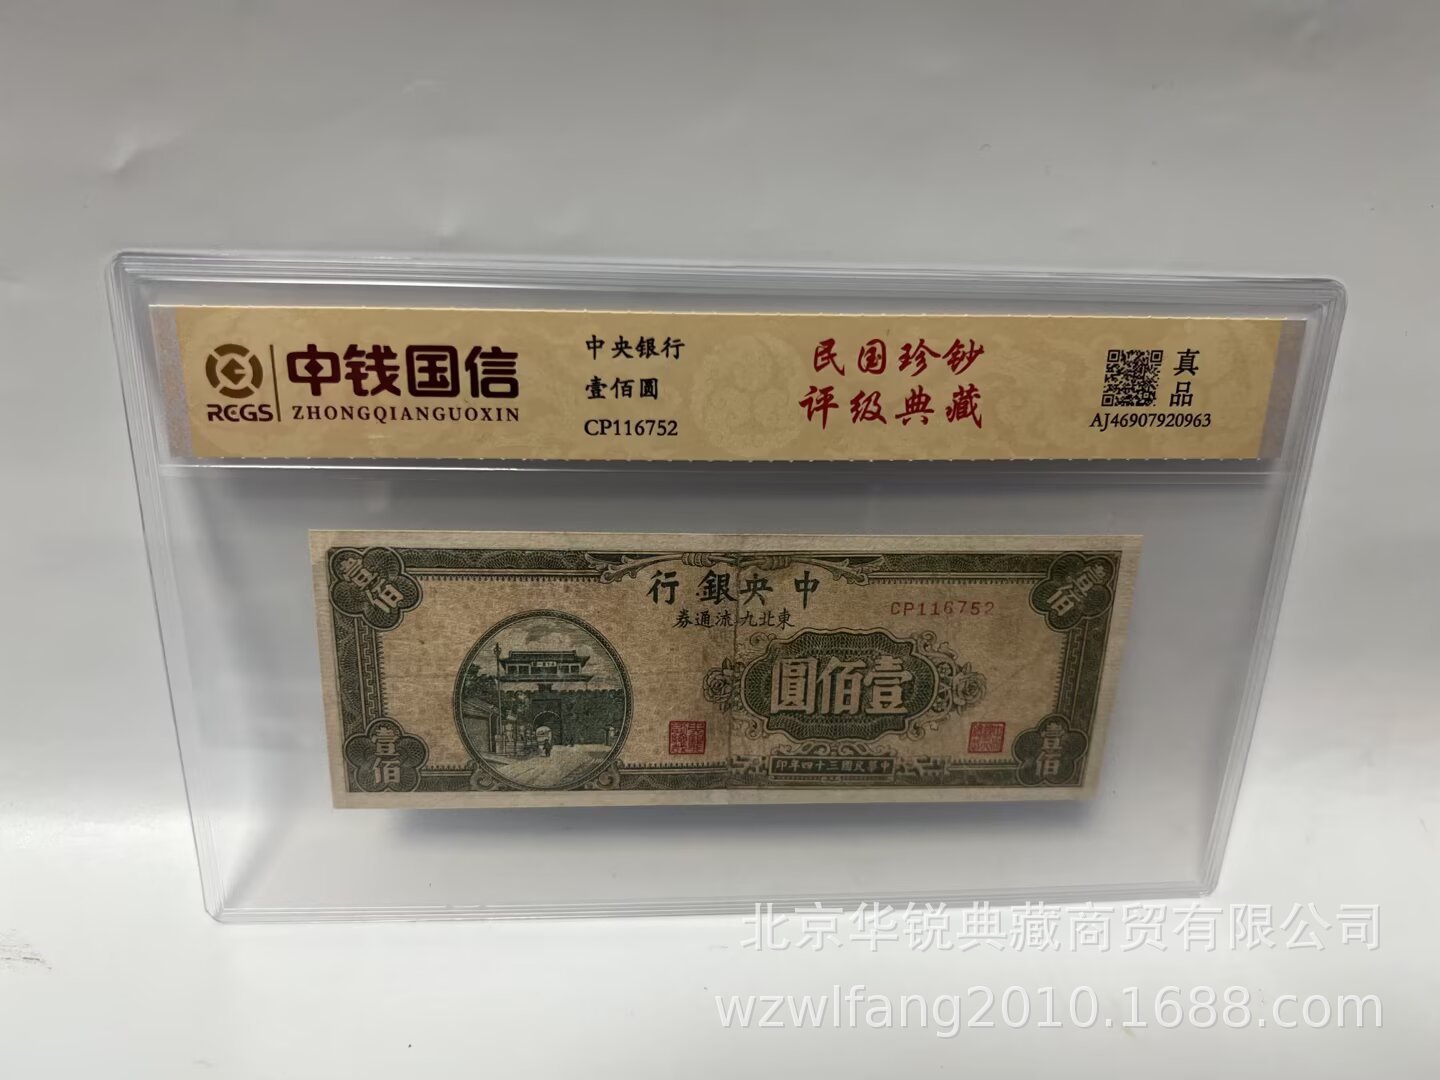 中钱国信
RCGS
ZHONGQIANGUOXIN
中央银行
壹佰圆
CP116752
民国珍钞
评级典藏
真品
AJ46907920963
壹佰
壹佰
行銀央中
券通流九北東
CP116752
圓佰壹
印年四十三國民華中
壹佰
壹佰
北京华锐典藏商贸有限公司
wzwlfang2010.1688.com